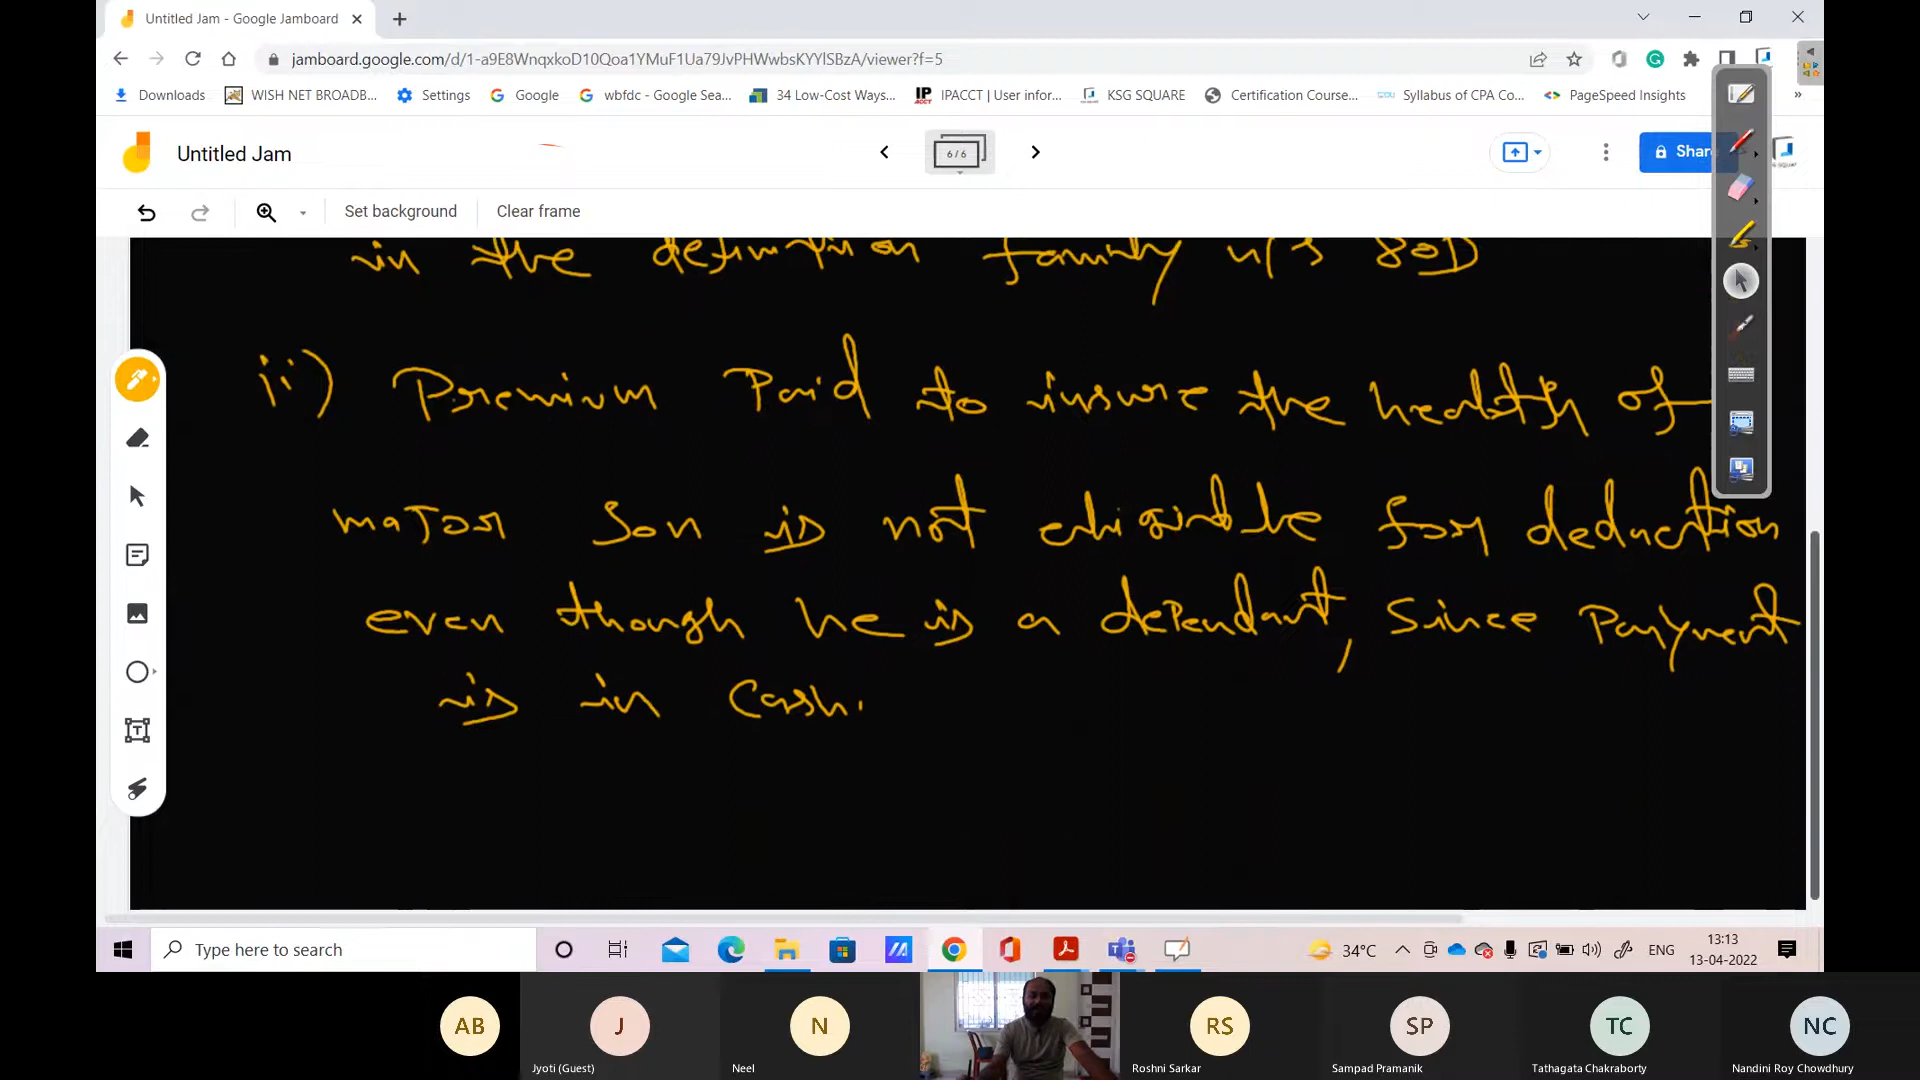 Untitled Jam - Google Jamboard
jamboard.google.com/d/1-a9E8WnqxkoD10Qoa1YMuF1Ua79JvPHWwbsKYYlSBzA/viewer?f=5
Downloads WISH NET BROADB... Settings Google wbfdc - Google Sea... 34 Low-Cost Ways... IPACCT | User infor... KSG SQUARE Certification Course... Syllabus of CPA Co... PageSpeed Insights »
Untitled Jam 6/6 Shar
Set background Clear frame
in the definition family u/s 80D
ii) Premium Paid to insure the health of
major Son is not eligible for deduction
even though he is a dependant, Since Payment
is in Cash.
Type here to search 34°C ENG 13:13
13-04-2022
AB J N RS SP TC NC
Jyoti (Guest) Neel Roshni Sarkar Sampad Pramanik Tathagata Chakraborty Nandini Roy Chowdhury